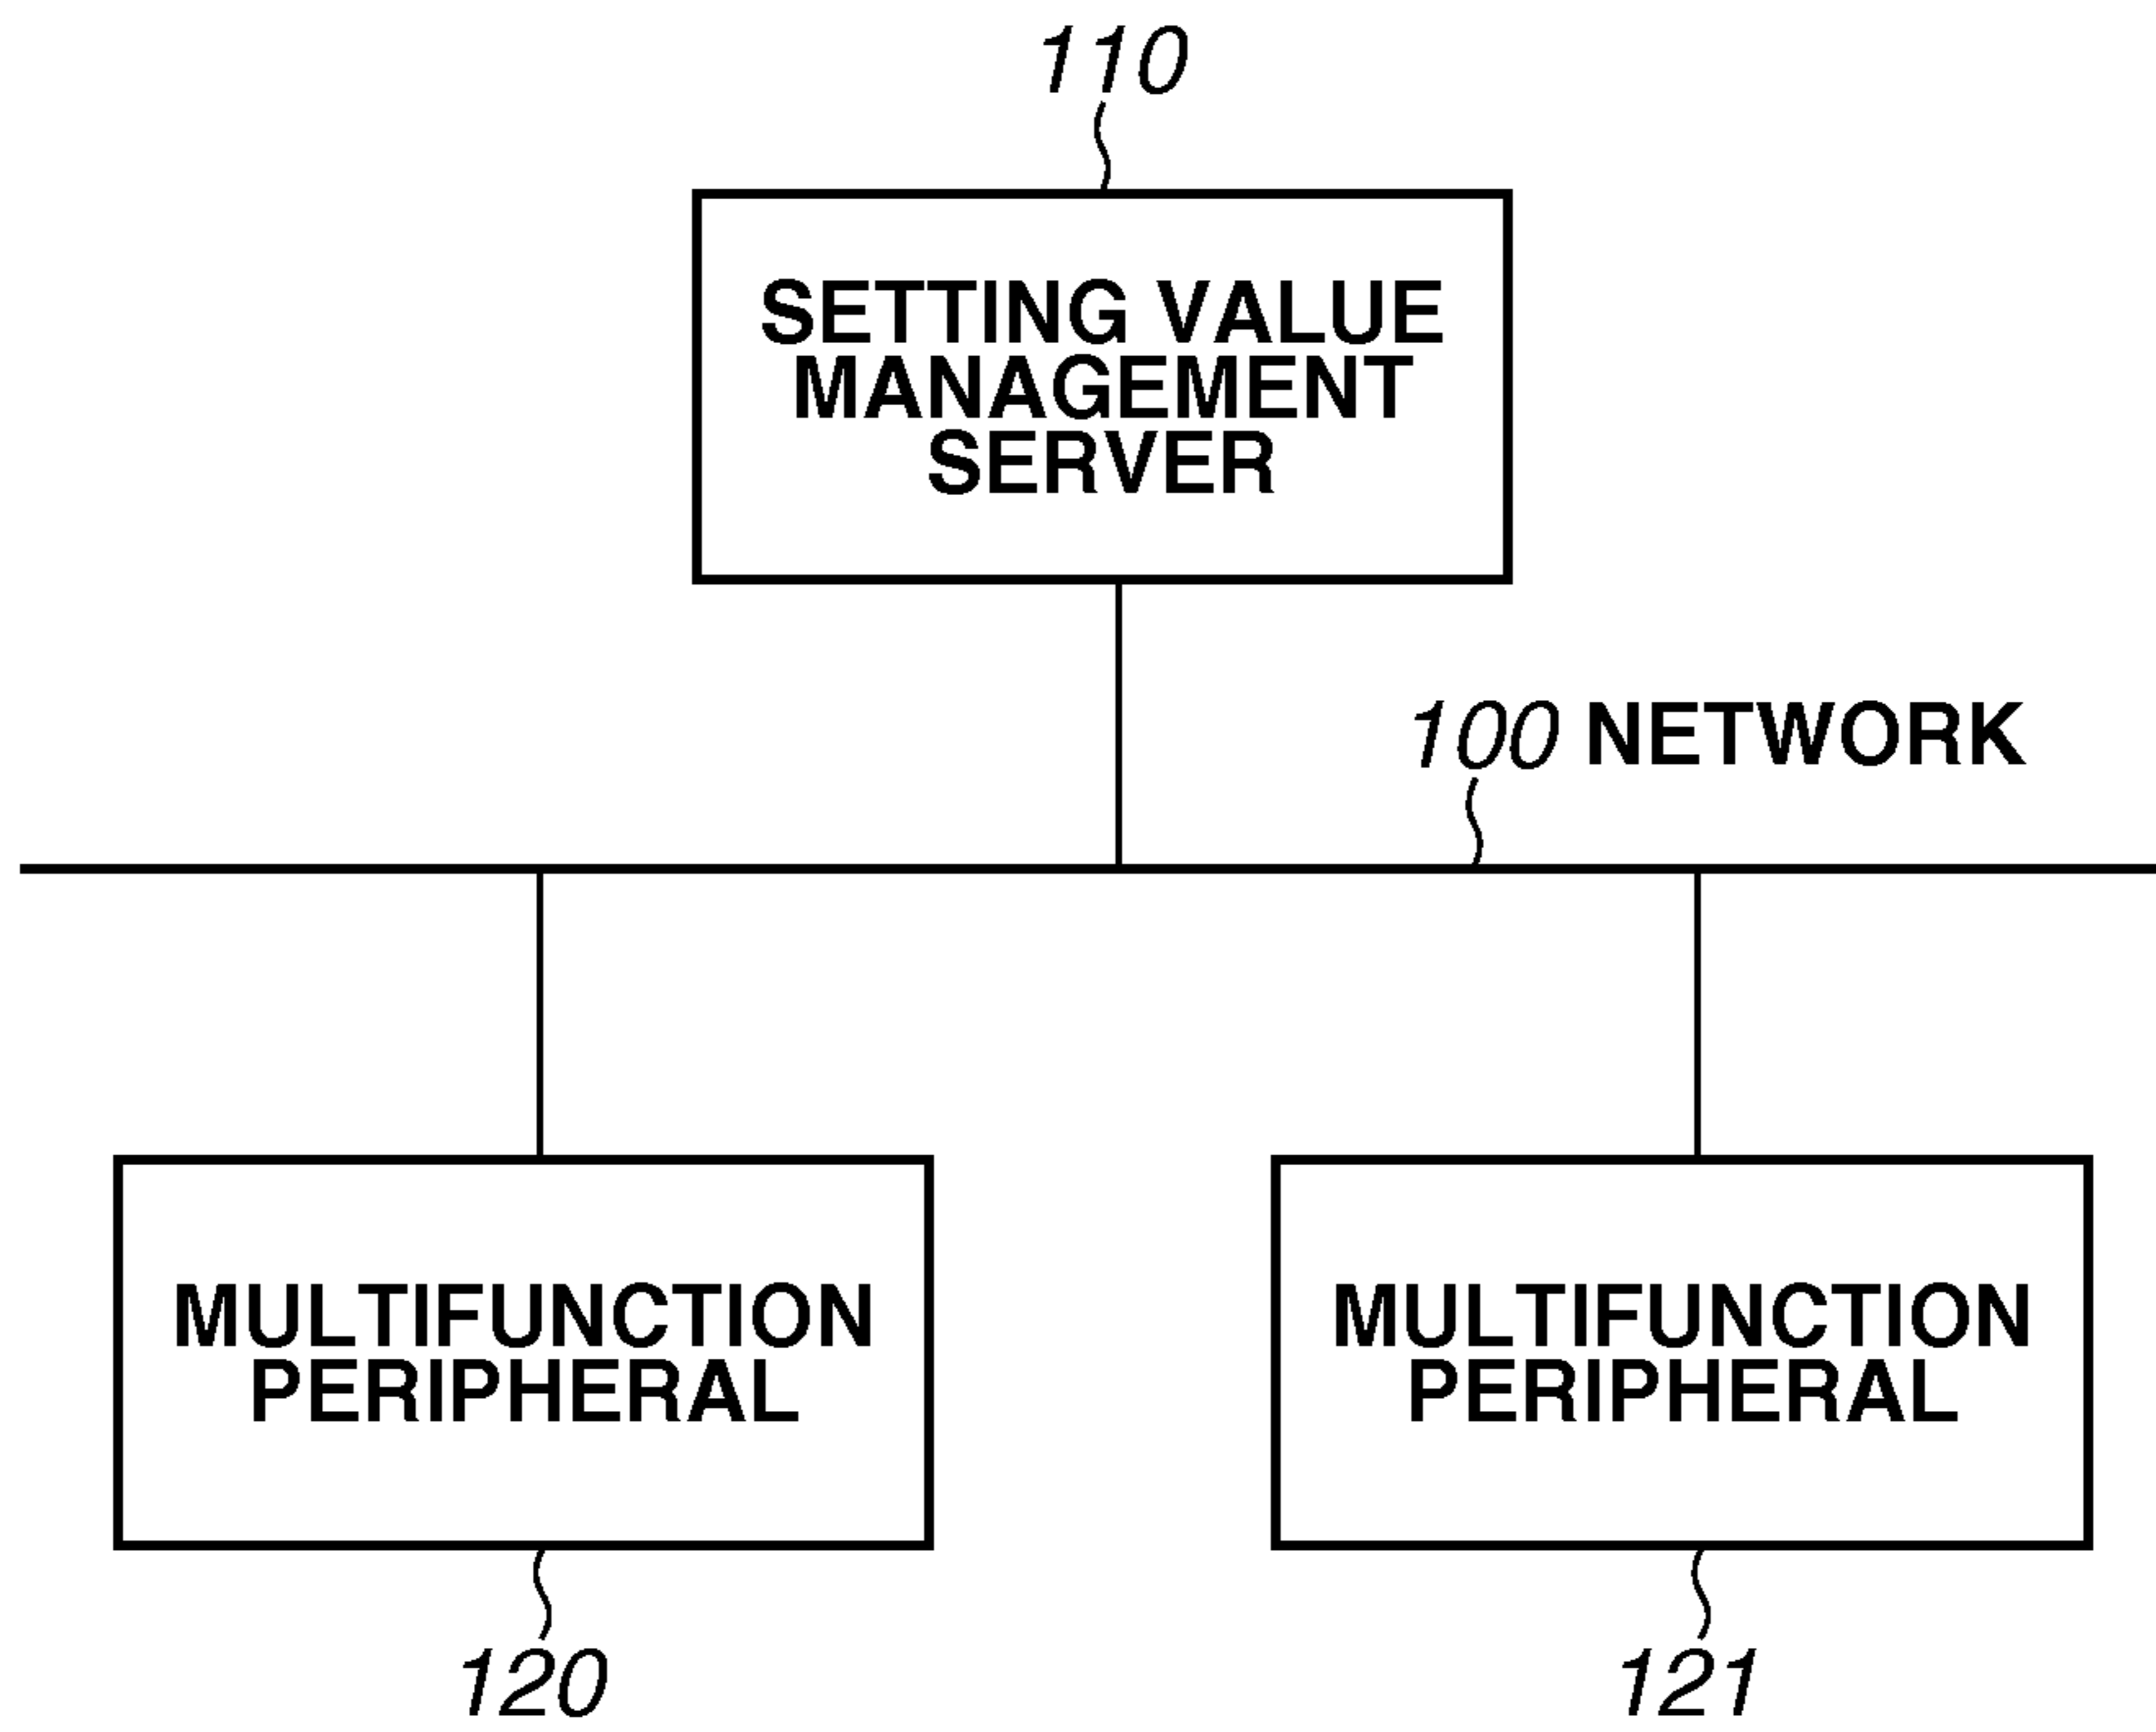 110
SETTING VALUE
MANAGEMENT
SERVER
100 NETWORK
MULTIFUNCTION
PERIPHERAL
MULTIFUNCTION
PERIPHERAL
120
121